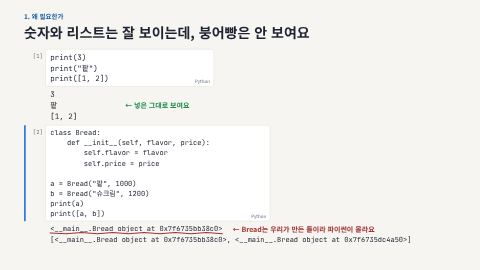 1. 왜 필요한가
숫자와 리스트는 잘 보이는데, 붕어빵은 안 보여요
[1]
print(3)
print("팥")
print([1, 2])
Python
3
팥 ← 넣은 그대로 보여요
[1, 2]
[2]
class Bread:
    def __init__(self, flavor, price):
        self.flavor = flavor
        self.price = price
a = Bread("팥", 1000)
b = Bread("슈크림", 1200)
print(a)
print([a, b])
Python
<__main__.Bread object at 0x7f6735bb38c0> ← Bread는 우리가 만든 틀이라 파이썬이 몰라요
[<__main__.Bread object at 0x7f6735bb38c0>, <__main__.Bread object at 0x7f6735dc4a50>]